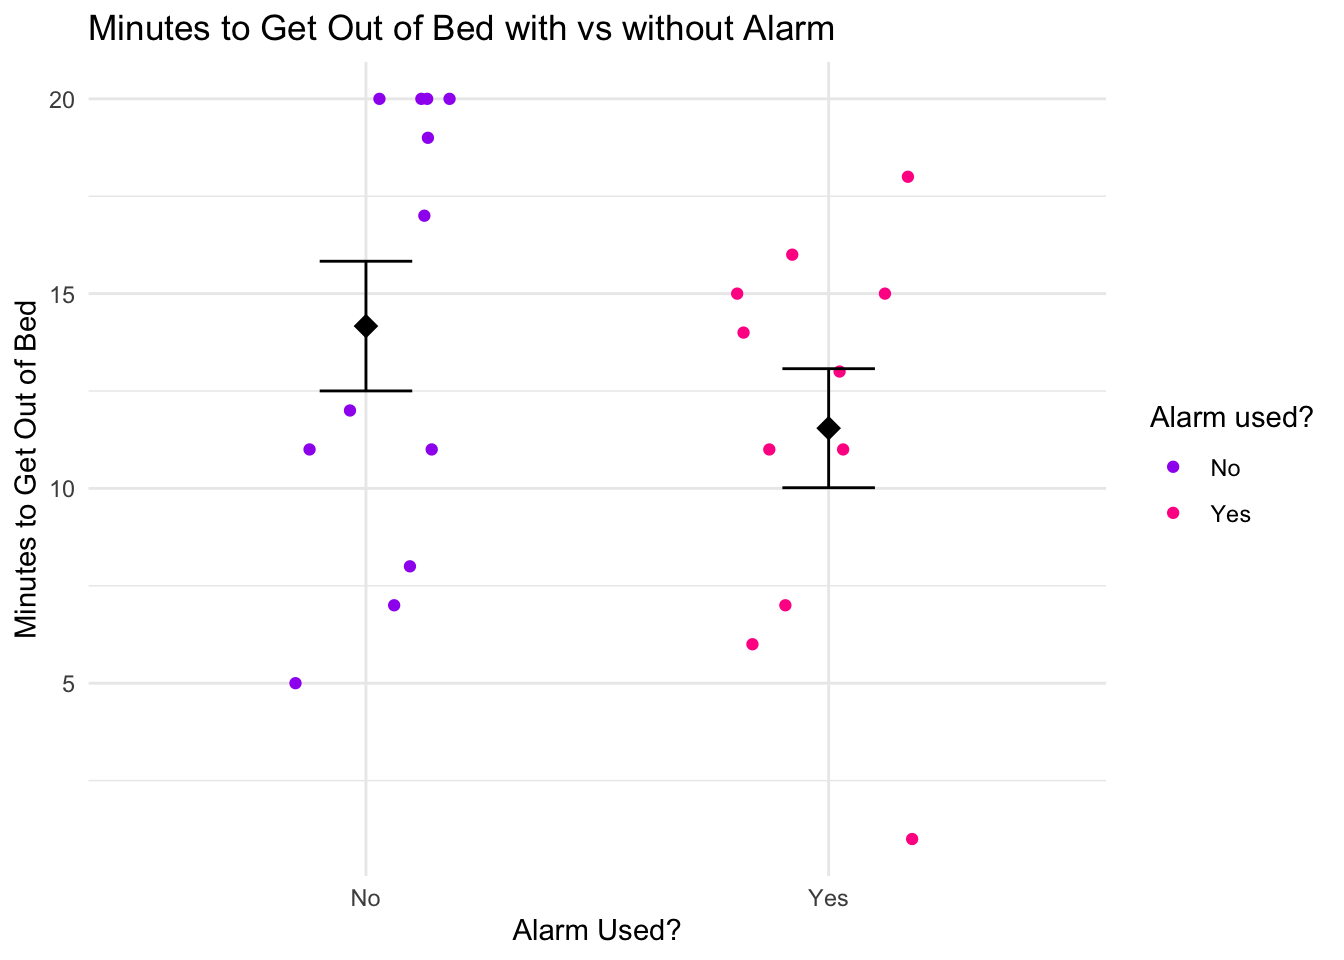 Minutes to Get Out of Bed with vs without Alarm
Minutes to Get Out of Bed
20
15
10
5
No
Yes
Alarm Used?
Alarm used?
No
Yes